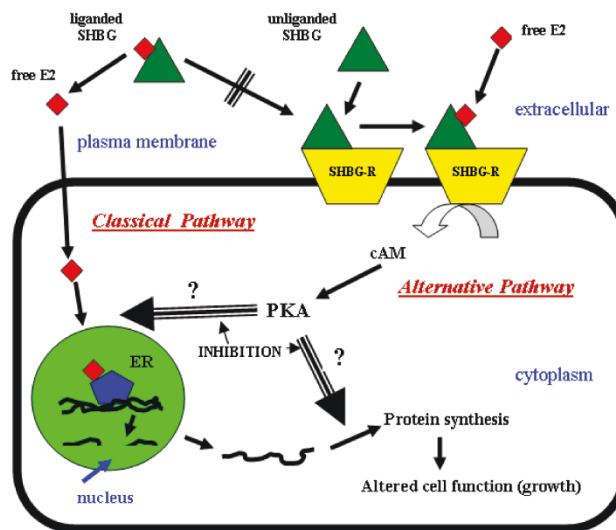 liganded
SHBG
unliganded
SHBG
free E2
free E2
extracellular
plasma membrane
SHBG-R
SHBG-R
Classical Pathway
cAM
Alternative Pathway
?
PKA
ER
INHIBITION
?
cytoplasm
Protein synthesis
nucleus
Altered cell function (growth)